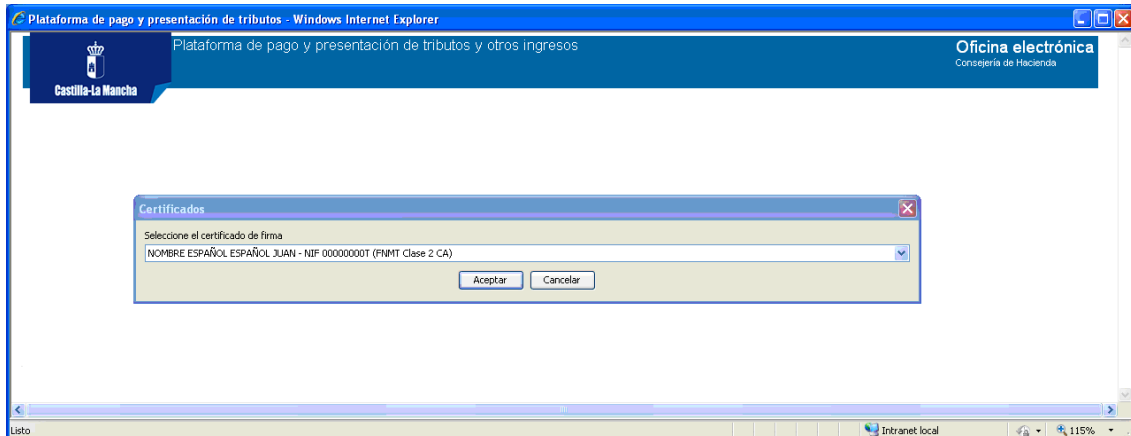 Plataforma de pago y presentación de tributos - Windows Internet Explorer
Plataforma de pago y presentación de tributos y otros ingresos
Oficina electrónica
Consejería de Hacienda
Castilla-La Mancha
Certificados
Seleccione el certificado de firma
NOMBRE ESPAÑOL ESPAÑOL JUAN - NIF 00000000T (FNMT Clase 2 CA)
Aceptar Cancelar
Listo Intranet local 115%